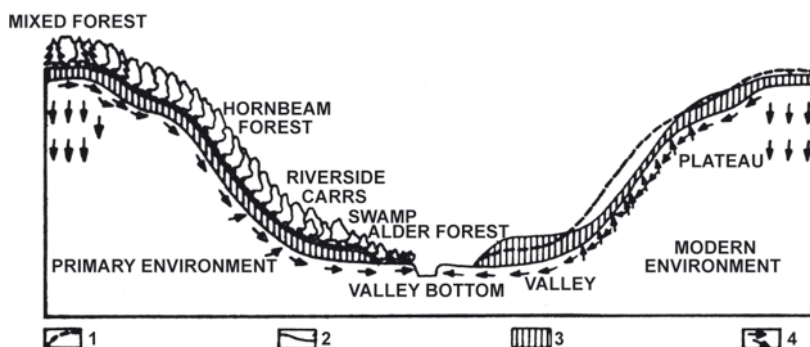 MIXED FOREST
HORNBEAM
FOREST
RIVERSIDE
CARRS
SWAMP
ALDER FOREST
PLATEAU
PRIMARY ENVIRONMENT
VALLEY BOTTOM
VALLEY
MODERN
ENVIRONMENT
1
2
3
4